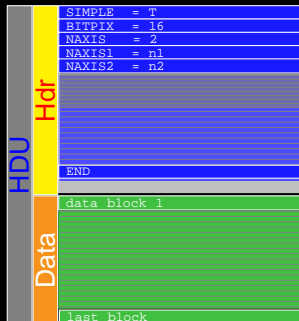 HDU
Hdr
SIMPLE = T
BITPIX = 16
NAXIS = 2
NAXIS1 = n1
NAXIS2 = n2
END
Data
data block 1
last block